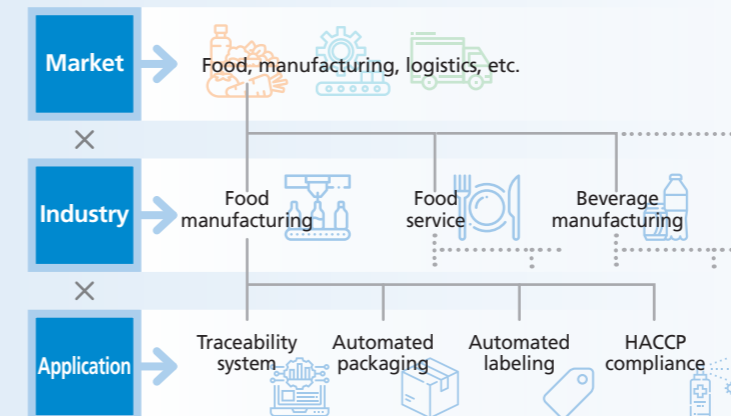 Market
Food, manufacturing, logistics, etc.
×
Industry
Food
manufacturing
Food
service
Beverage
manufacturing
×
Application
Traceability
system
Automated
packaging
Automated
labeling
HACCP
compliance